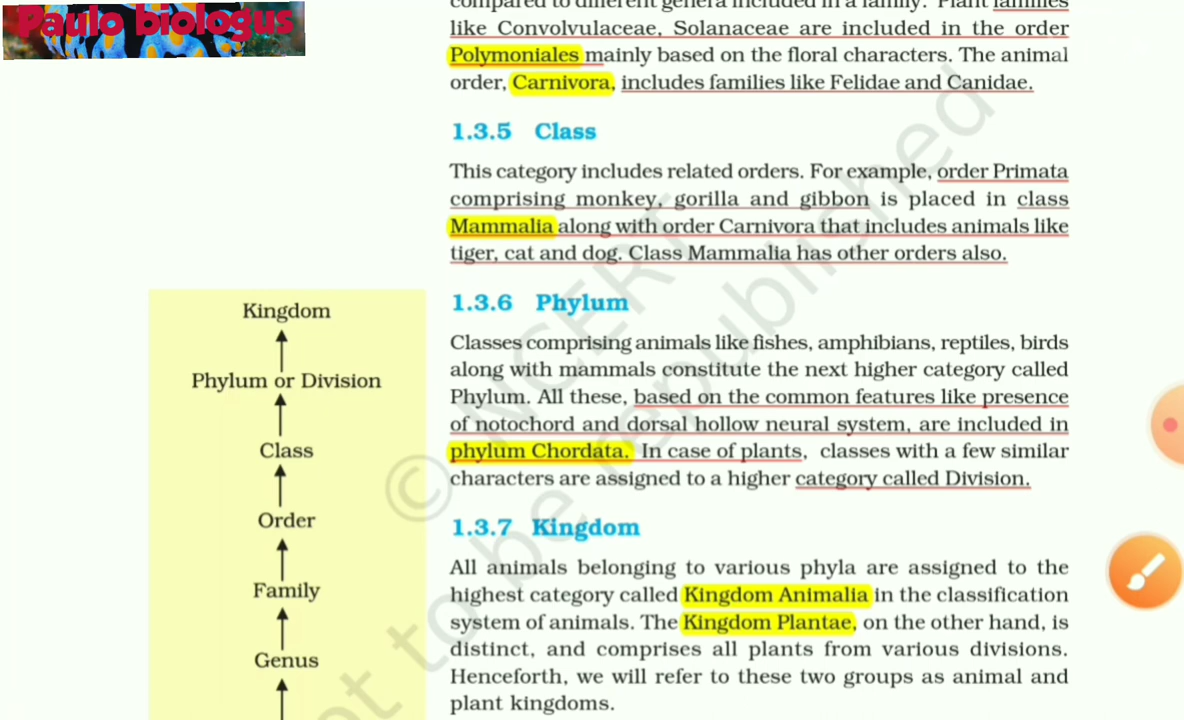 Paulo biologus
compared to different genera included in a family. Plant families
like Convolvulaceae, Solanaceae are included in the order
Polymoniales mainly based on the floral characters. The animal
order, Carnivora, includes families like Felidae and Canidae.
1.3.5 Class
This category includes related orders. For example, order Primata
comprising monkey, gorilla and gibbon is placed in class
Mammalia along with order Carnivora that includes animals like
tiger, cat and dog. Class Mammalia has other orders also.
1.3.6 Phylum
Classes comprising animals like fishes, amphibians, reptiles, birds
along with mammals constitute the next higher category called
Phylum. All these, based on the common features like presence
of notochord and dorsal hollow neural system, are included in
phylum Chordata. In case of plants, classes with a few similar
characters are assigned to a higher category called Division.
1.3.7 Kingdom
All animals belonging to various phyla are assigned to the
highest category called Kingdom Animalia in the classification
system of animals. The Kingdom Plantae, on the other hand, is
distinct, and comprises all plants from various divisions.
Henceforth, we will refer to these two groups as animal and
plant kingdoms.
Kingdom
Phylum or Division
Class
Order
Family
Genus
© NCERT
not to be republished